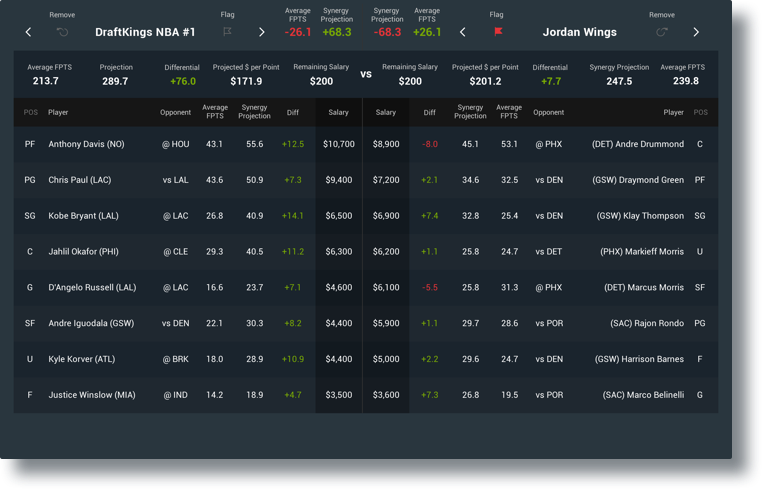 Remove Flag Average FPTS Synergy Projection Synergy Projection Average FPTS Flag Remove
DraftKings NBA #1 -26.1 +68.3 -68.3 +26.1 Jordan Wings
Average FPTS Projection Differential Projected $ per Point Remaining Salary vs Remaining Salary Projected $ per Point Differential Synergy Projection Average FPTS
213.7 289.7 +76.0 $171.9 $200 $200 $201.2 +7.7 247.5 239.8
POS Player Opponent Average FPTS Synergy Projection Diff Salary Salary Diff Synergy Projection Average FPTS Opponent Player POS
PF Anthony Davis (NO) @ HOU 43.1 55.6 +12.5 $10,700 $8,900 -8.0 45.1 53.1 @ PHX (DET) Andre Drummond C
PG Chris Paul (LAC) vs LAL 43.6 50.9 +7.3 $9,400 $7,200 +2.1 34.6 32.5 vs DEN (GSW) Draymond Green PF
SG Kobe Bryant (LAL) @ LAC 26.8 40.9 +14.1 $6,500 $6,900 +7.4 32.8 25.4 vs DEN (GSW) Klay Thompson SG
C Jahlil Okafor (PHI) @ CLE 29.3 40.5 +11.2 $6,300 $6,200 +1.1 25.8 24.7 vs DET (PHX) Markieff Morris U
G D'Angelo Russell (LAL) @ LAC 16.6 23.7 +7.1 $4,600 $6,100 -5.5 25.8 31.3 @ PHX (DET) Marcus Morris SF
SF Andre Iguodala (GSW) vs DEN 22.1 30.3 +8.2 $4,400 $5,900 +1.1 29.7 28.6 vs POR (SAC) Rajon Rondo PG
U Kyle Korver (ATL) @ BRK 18.0 28.9 +10.9 $4,400 $5,000 +2.2 29.6 24.7 vs DEN (GSW) Harrison Barnes F
F Justice Winslow (MIA) @ IND 14.2 18.9 +4.7 $3,500 $3,600 +7.3 26.8 19.5 vs POR (SAC) Marco Belinelli G